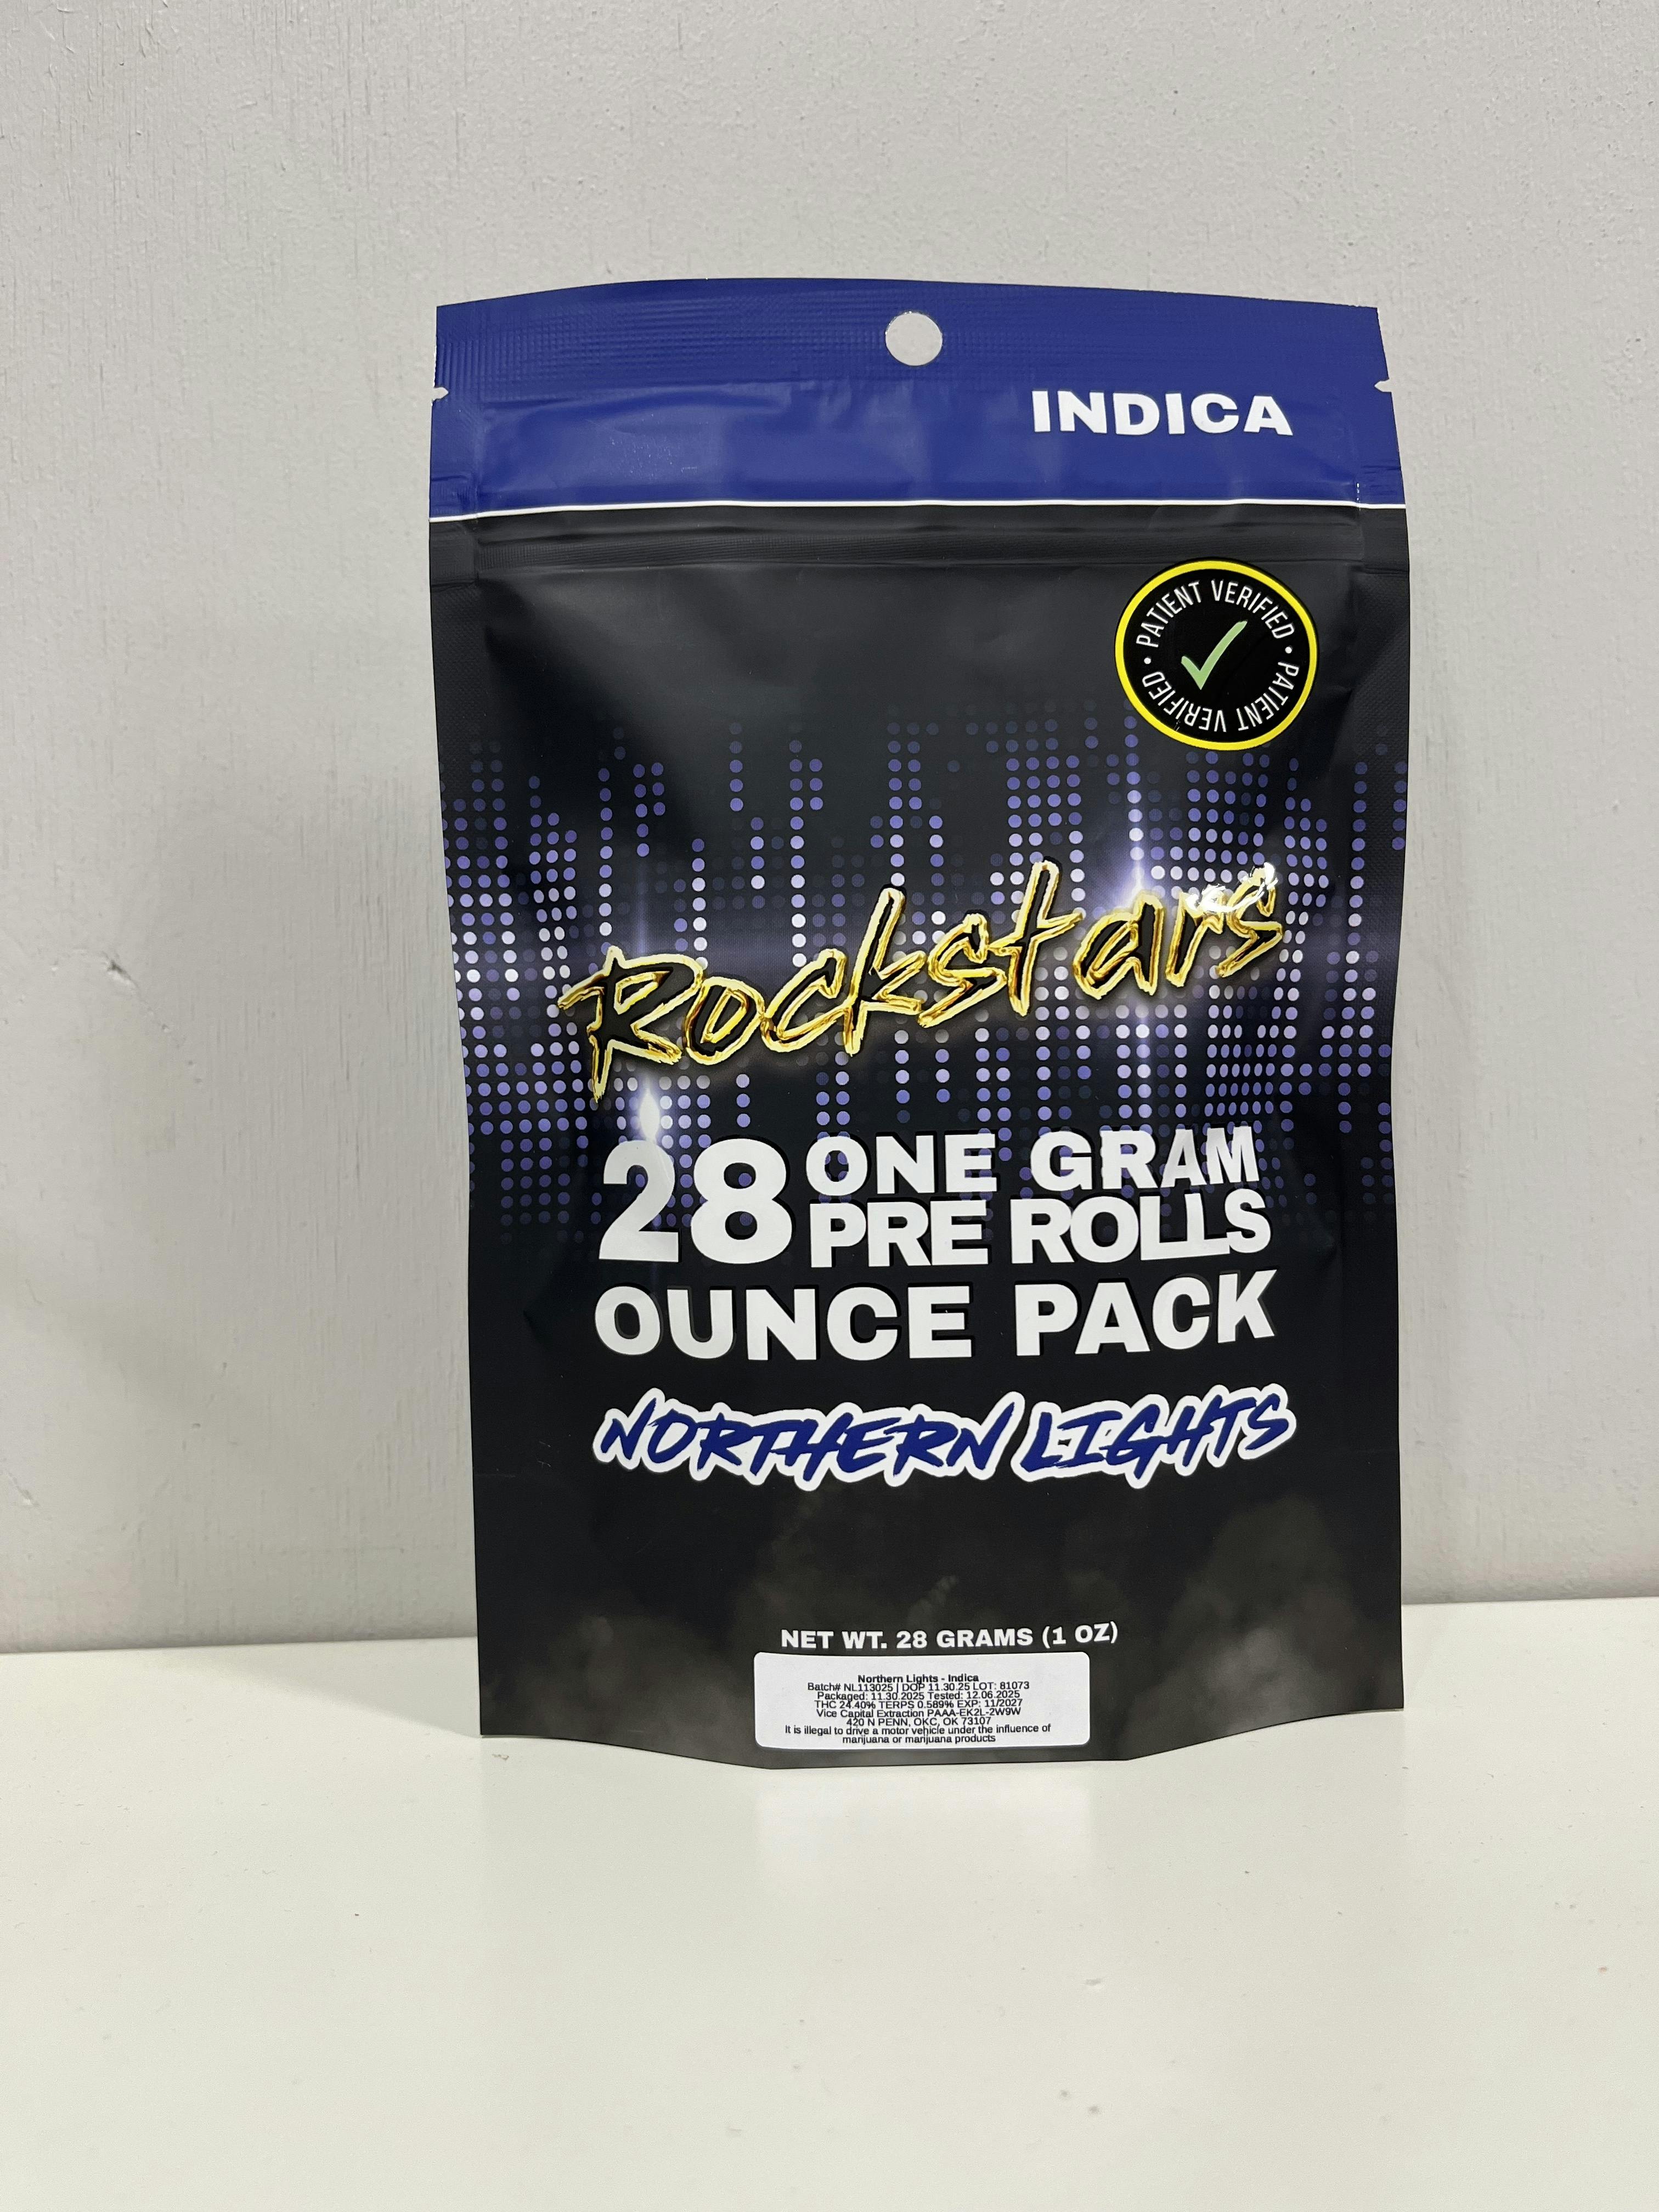 INDICA
PATIENT VERIFIED • PATIENT VERIFIED •
Rockstars
28 ONE GRAM
PRE ROLLS
OUNCE PACK
NORTHERN LIGHTS
NET WT. 28 GRAMS (1 OZ)
Northern Lights - Indica
Batch# NL113025 | DOP 11.30.25 LOT: 81073
Packaged: 11.30.2025 Tested: 12.06.2025
THC 24.40% TERPS 0.589% EXP: 11/2027
Vice Capital Extraction PAAA-EK2L-2W9W
420 N PENN, OKC, OK 73107
It is illegal to drive a motor vehicle under the influence of
marijuana or marijuana products